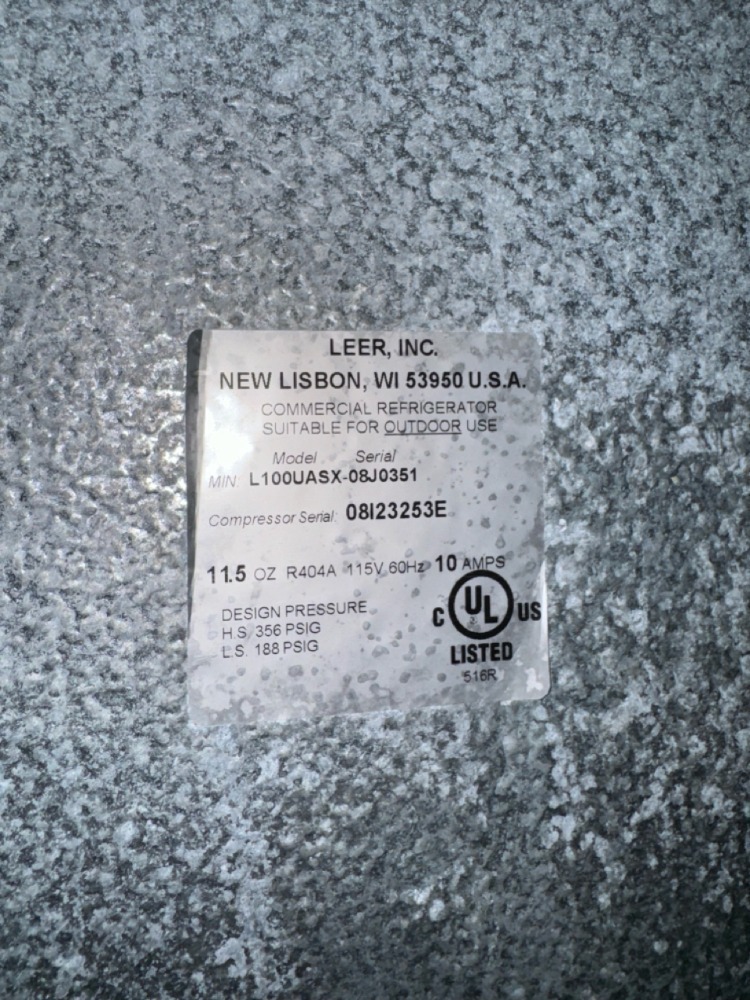 LEER, INC.
NEW LISBON, WI 53950 U.S.A.
COMMERCIAL REFRIGERATOR
SUITABLE FOR OUTDOOR USE
Model Serial
M\N: L100UASX-08J0351
Compressor Serial: 08I23253E
11.5 OZ R404A 115V 60Hz 10 AMPS
DESIGN PRESSURE
H.S. 356 PSIG
L.S. 188 PSIG
C UL US
LISTED
516R